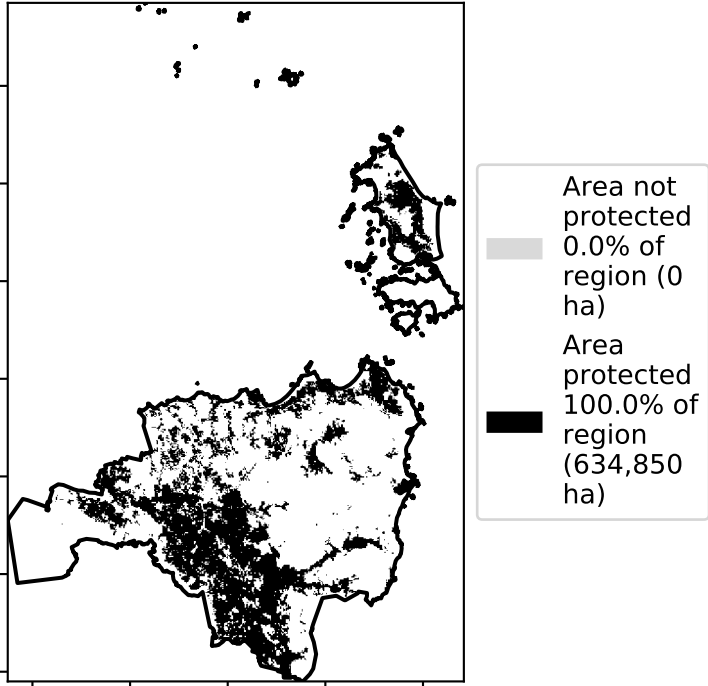 Area not
protected
0.0% of
region (0
ha)
Area
protected
100.0% of
region
(634,850
ha)